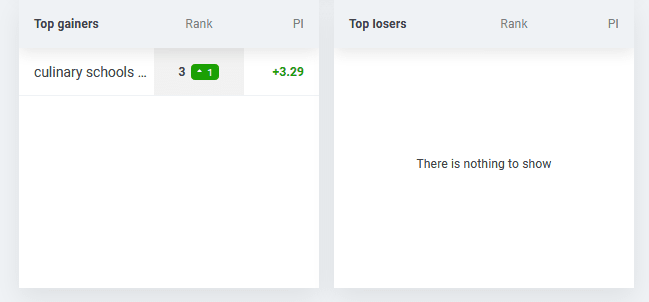 Top gainers Rank PI
culinary schools ... 3 1 +3.29
Top losers Rank PI
There is nothing to show